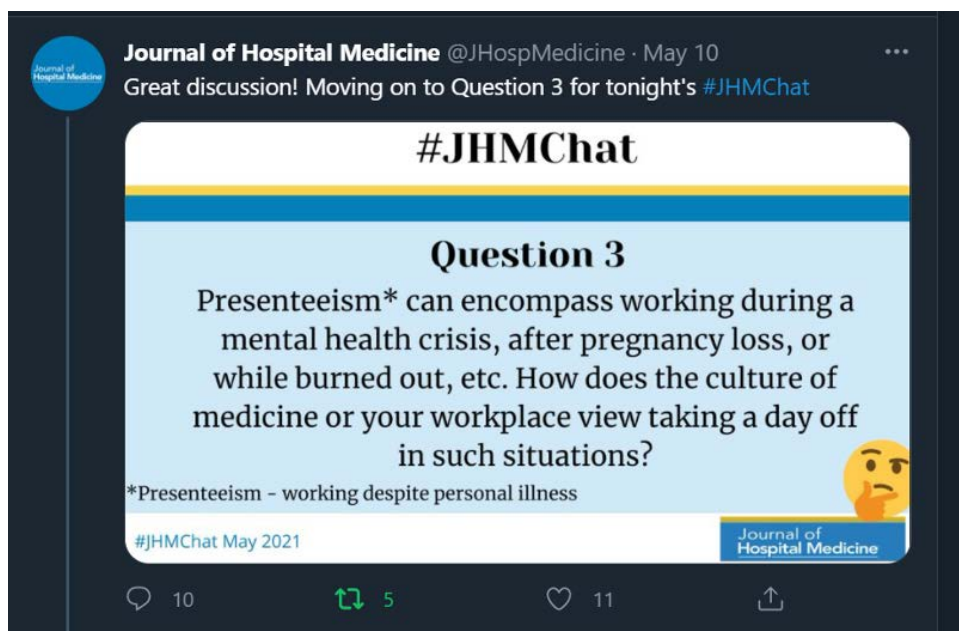 Journal of
Hospital Medicine
Journal of Hospital Medicine @JHospMedicine · May 10
Great discussion! Moving on to Question 3 for tonight's #JHMChat
#JHMChat
Question 3
Presenteeism* can encompass working during a
mental health crisis, after pregnancy loss, or
while burned out, etc. How does the culture of
medicine or your workplace view taking a day off
in such situations?
*Presenteeism - working despite personal illness
#JHMChat May 2021
Journal of
Hospital Medicine
10 5 11